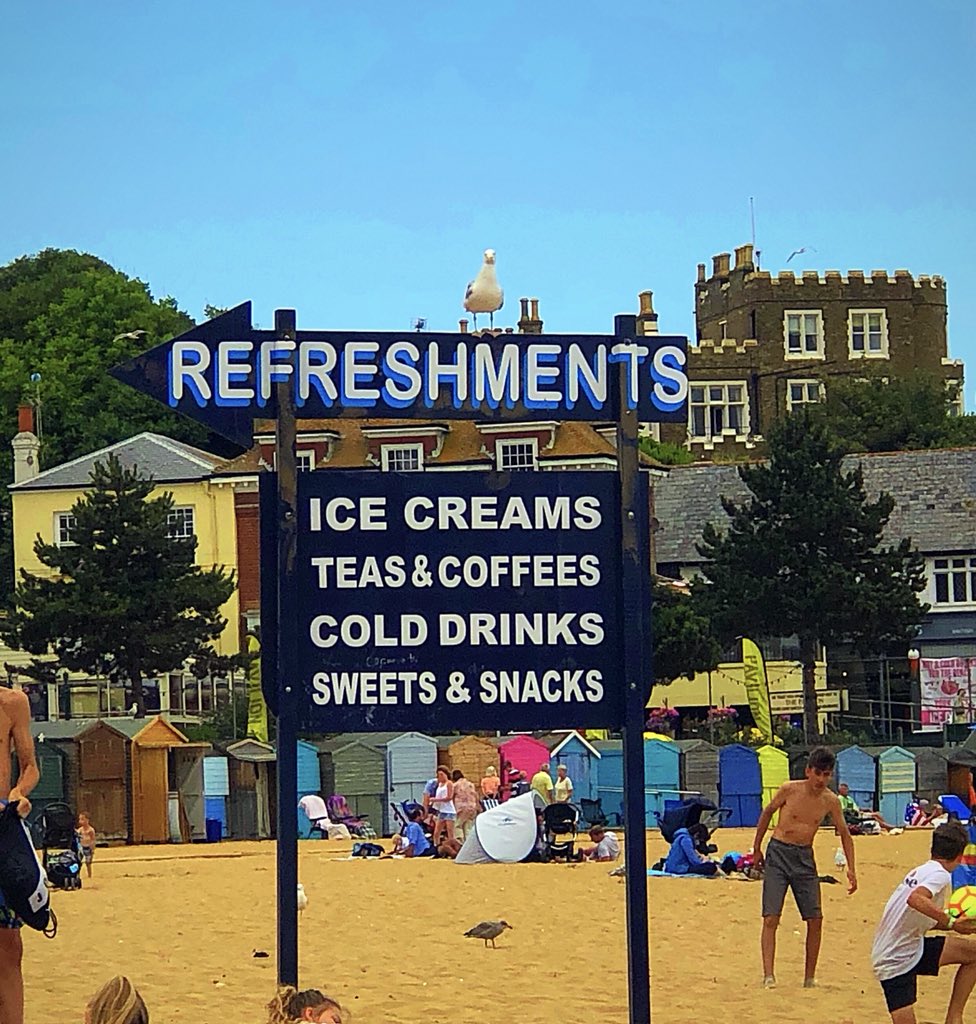 REFRESHMENTS
ICE CREAMS
TEAS & COFFEES
COLD DRINKS
SWEETS & SNACKS